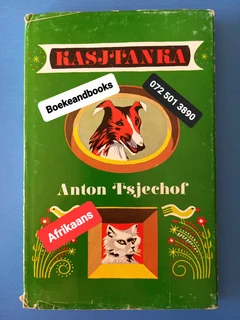 KASJTANKA
Boekeandbooks
072 501 3890
Anton Tsjechof
Afrikaans